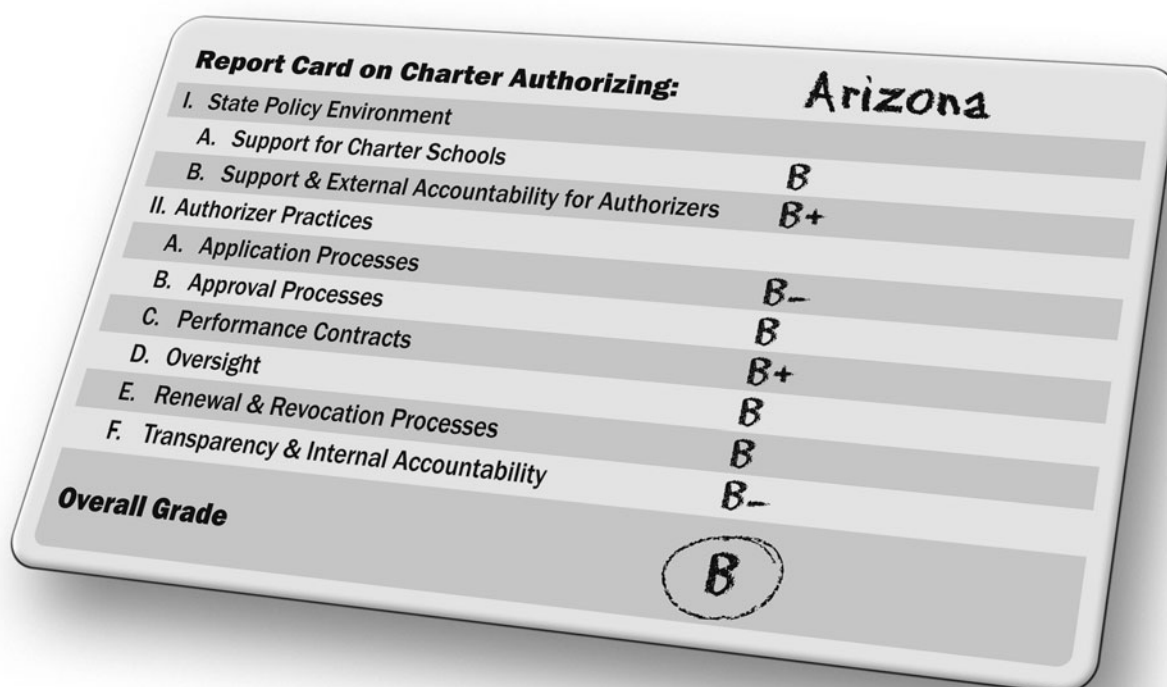 Report Card on Charter Authorizing: Arizona
I. State Policy Environment
A. Support for Charter Schools B
B. Support & External Accountability for Authorizers B+
II. Authorizer Practices
A. Application Processes B-
B. Approval Processes B
C. Performance Contracts B+
D. Oversight B
E. Renewal & Revocation Processes B
F. Transparency & Internal Accountability B-
Overall Grade B